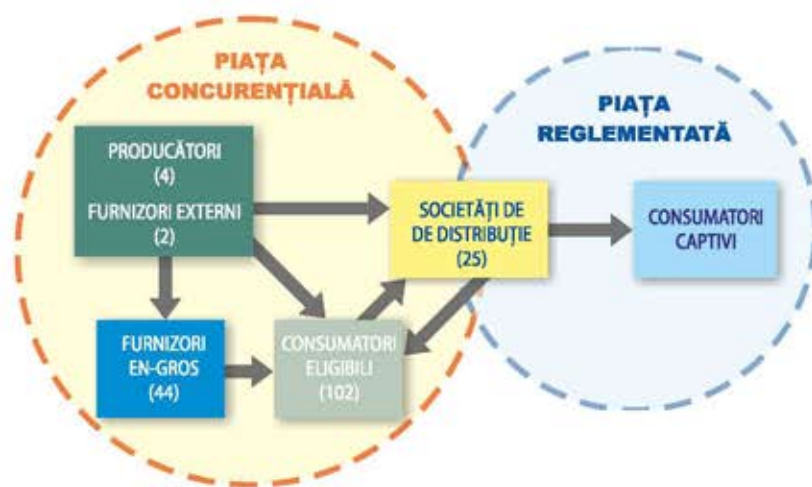 PIAȚA
CONCURENȚIALĂ
PIAȚA
REGLEMENTATĂ
PRODUCĂTORI
(4)
FURNIZORI EXTERNI
(2)
SOCIETĂȚI DE
DE DISTRIBUȚIE
(25)
CONSUMATORI
CAPTIVI
FURNIZORI
EN-GROS
(44)
CONSUMATORI
ELIGIBILI
(102)